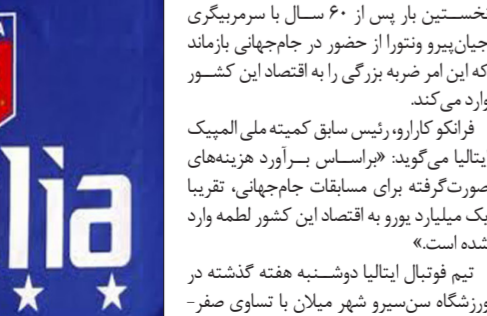 نخستین بار پس از ۶۰ سال با سرمربیگری
جیان‌پیرو ونتورا از حضور در جام‌جهانی بازماند
که این امر ضربه بزرگی را به اقتصاد این کشور
وارد می‌کند.
فرانکو کارارو، رئیس سابق کمیته ملی المپیک
ایتالیا می‌گوید: «براساس برآورد هزینه‌های
صورت‌گرفته برای مسابقات جام‌جهانی، تقریبا
یک میلیارد یورو به اقتصاد این کشور لطمه وارد
شده است.»
تیم فوتبال ایتالیا دوشنبه هفته گذشته در
ورزشگاه سن‌سیرو شهر میلان با تساوی صفر-
lia